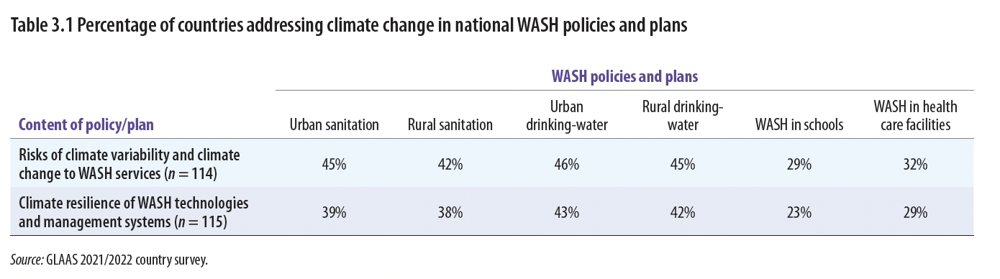 Table 3.1 Percentage of countries addressing climate change in national WASH policies and plans
WASH policies and plans
Content of policy/plan
Urban sanitation
Rural sanitation
Urban
drinking-water
Rural drinking-
water
WASH in schools
WASH in health
care facilities
Risks of climate variability and climate
change to WASH services (n = 114)
45%
42%
46%
45%
29%
32%
Climate resilience of WASH technologies
and management systems (n = 115)
39%
38%
43%
42%
23%
29%
Source: GLAAS 2021/2022 country survey.